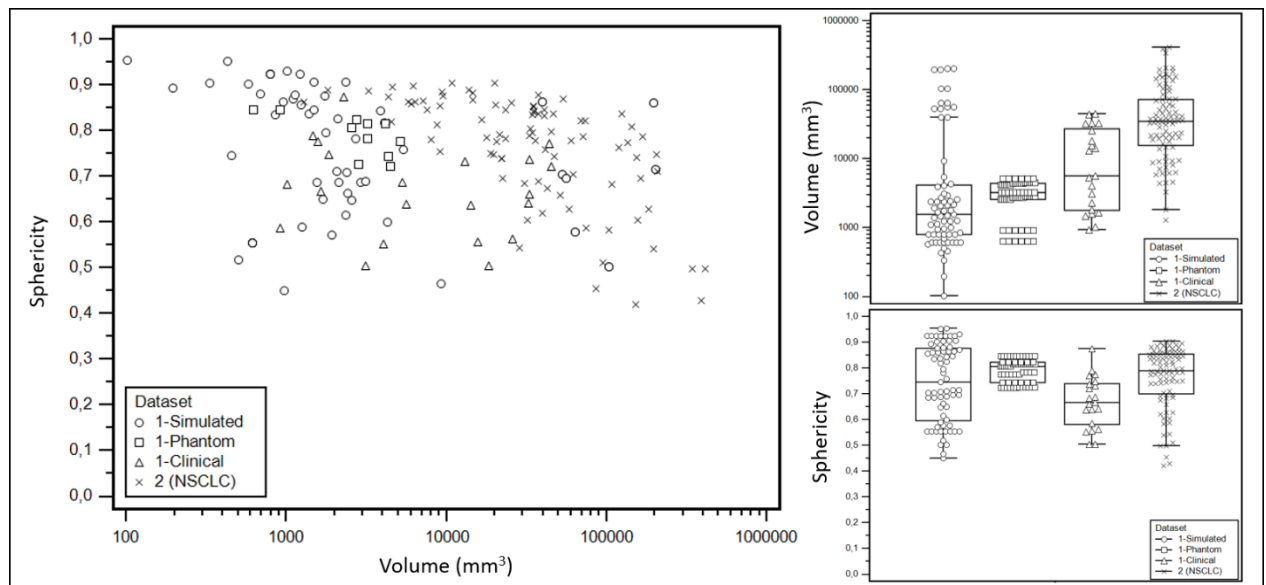 1,0
0,9
0,8
0,7
0,6
0,5
0,4
0,3
0,2
0,1
0,0
Sphericity
Dataset
1-Simulated
1-Phantom
1-Clinical
2 (NSCLC)
100 1000 10000 100000 1000000
Volume (mm³)
1000000
100000
10000
1000
100
Volume (mm³)
Dataset
1-Simulated
1-Phantom
1-Clinical
2 (NSCLC)
1,0
0,9
0,8
0,7
0,6
0,5
0,4
0,3
0,2
0,1
0,0
Sphericity
Dataset
1-Simulated
1-Phantom
1-Clinical
2 (NSCLC)